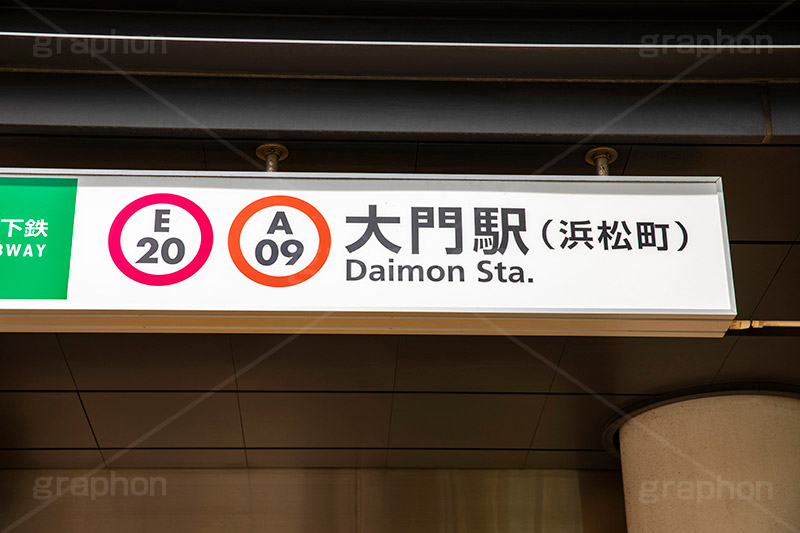 graphon graphon
下鉄
BWAY
E
20
A
09
大門駅(浜松町)
Daimon Sta.
graphon graphon